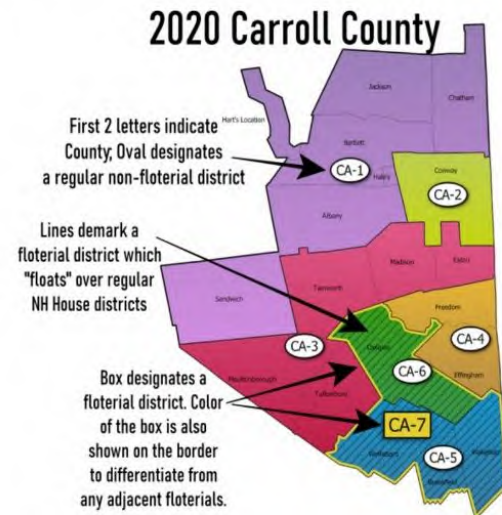 2020 Carroll County
Jackson
Chatham
Hart's Location
First 2 letters indicate
County, Oval designates
a regular non-floterial district
Bartlett
CA-1
Hale's
Conway
CA-2
Albany
Lines demark a
floterial district which
"floats" over regular
NH House districts
Madison
Eaton
Tamworth
Sandwich
Freedom
CA-3
Ossipee
CA-4
CA-6
Effingham
Moultonborough
Tuftonboro
Box designates a
floterial district. Color
of the box is also
shown on the border
to differentiate from
any adjacent floterials.
CA-7
Wolfeboro
CA-5
Brookfield
Wakefield